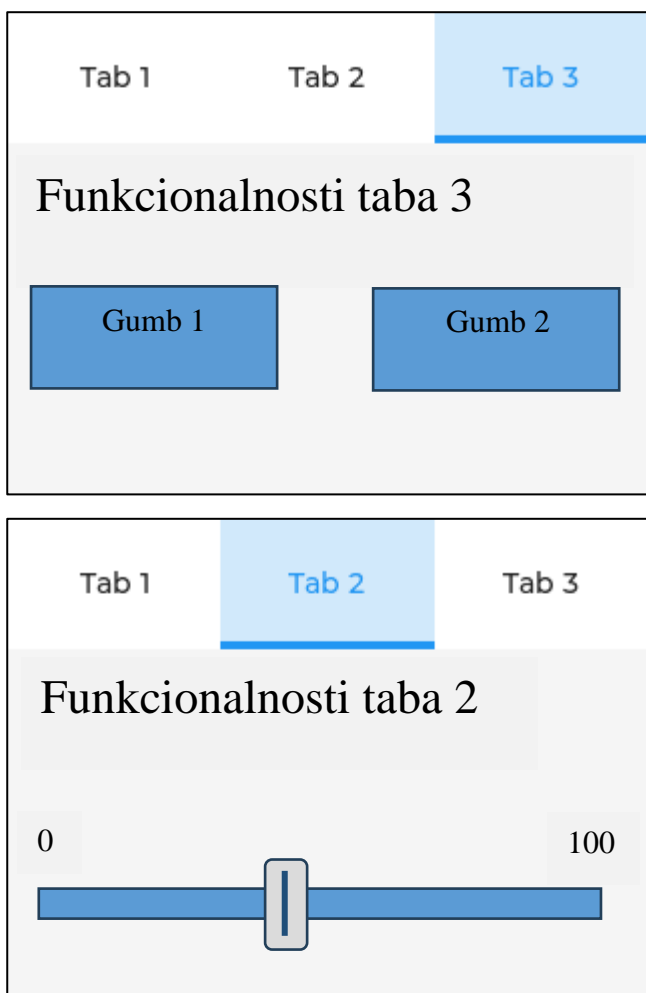 Tab 1 Tab 2 Tab 3
Funkcionalnosti taba 3
Gumb 1 Gumb 2
Tab 1 Tab 2 Tab 3
Funkcionalnosti taba 2
0 100